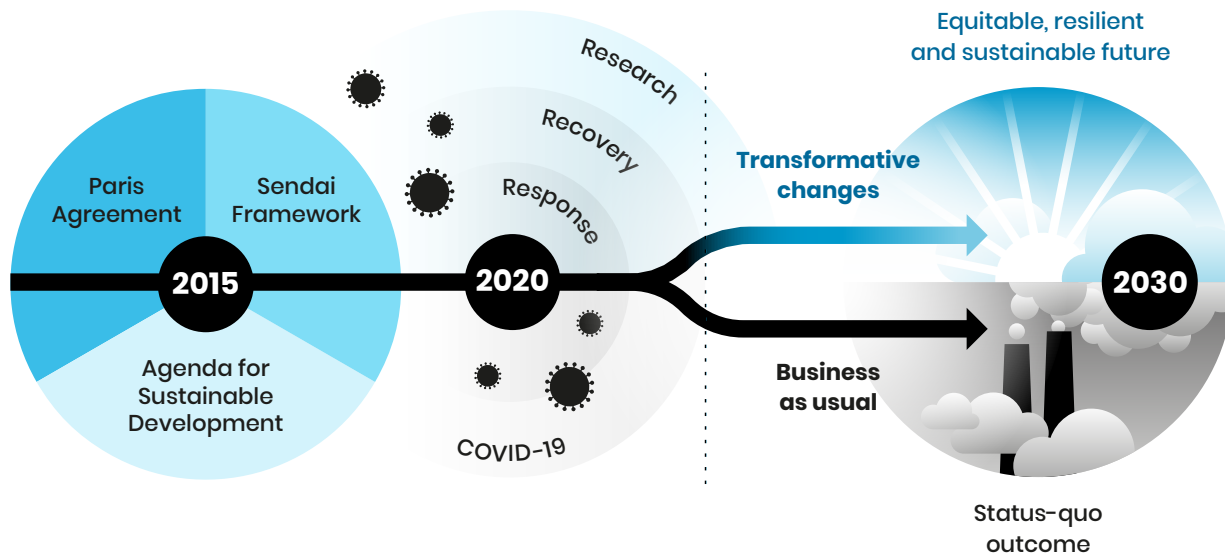 Paris
Agreement
Sendai
Framework
2015
Agenda for
Sustainable
Development
Research
Recovery
Response
2020
COVID-19
Transformative
changes
Business
as usual
Equitable, resilient
and sustainable future
2030
Status-quo
outcome